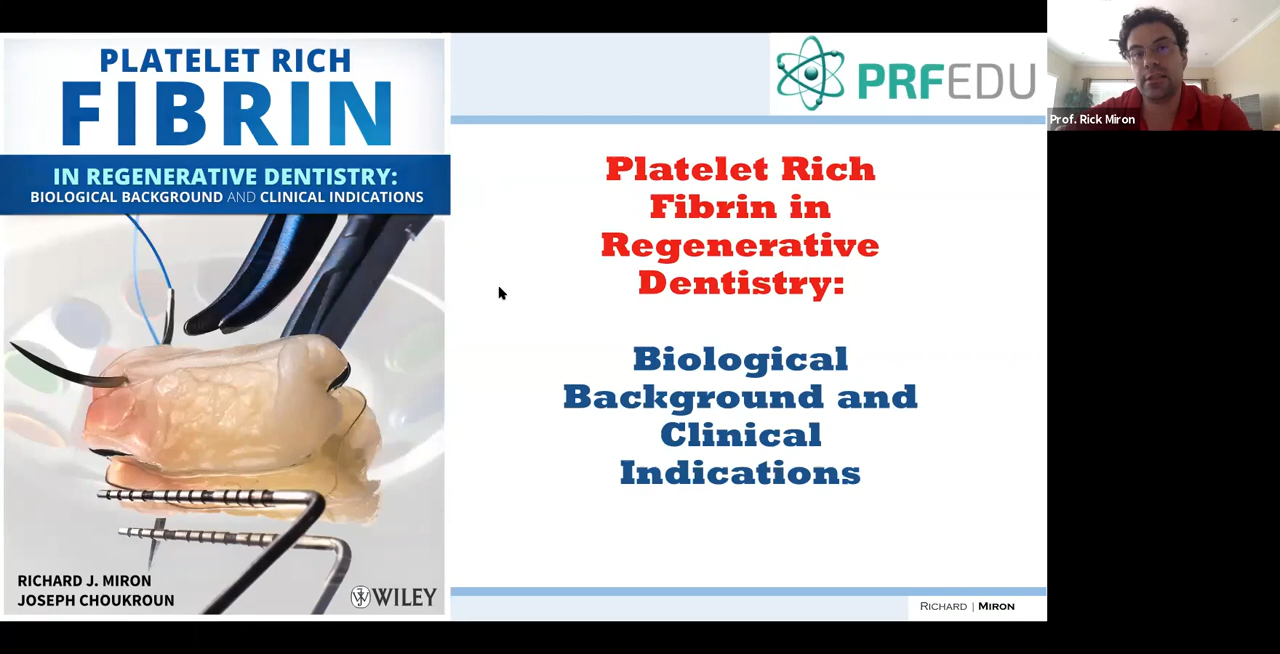 PLATELET RICH
FIBRIN
IN REGENERATIVE DENTISTRY:
BIOLOGICAL BACKGROUND AND CLINICAL INDICATIONS
RICHARD J. MIRON
JOSEPH CHOUKROUN
WILEY
PRFEDU
Platelet Rich
Fibrin in
Regenerative
Dentistry:
Biological
Background and
Clinical
Indications
RICHARD | MIRON
Prof. Rick Miron